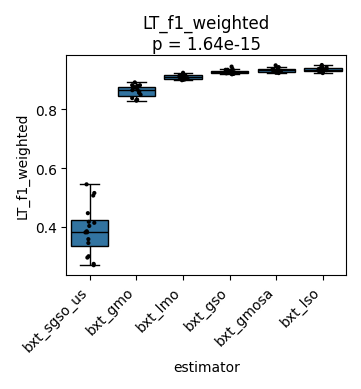 LT_f1_weighted
p = 1.64e-15
LT_f1_weighted
0.8
0.6
0.4
bxt_sgso_us
bxt_gmo
bxt_lmo
bxt_gso
bxt_gmosa
bxt_lso
estimator